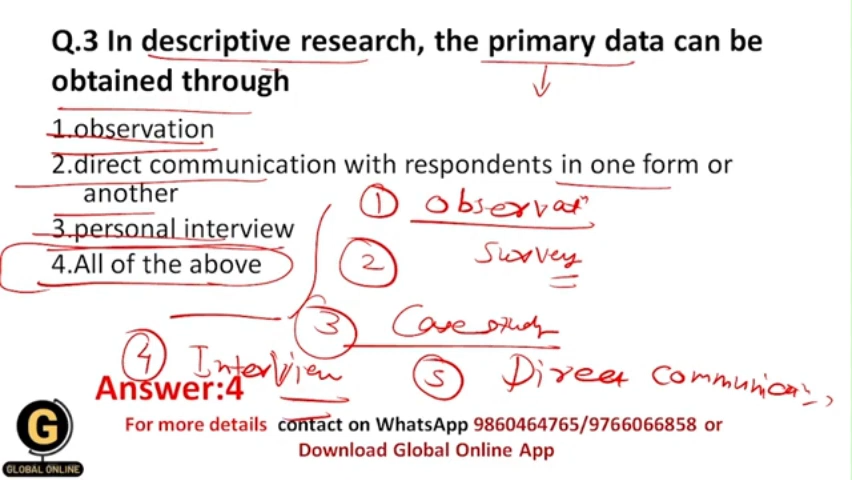 Q.3 In descriptive research, the primary data can be
obtained through
1.observation
2.direct communication with respondents in one form or
another
3.personal interview
4.All of the above
1 Observatn
2 Survey
3 Case study
4 Interview
5 Direct communication
Answer:4
For more details contact on WhatsApp 9860464765/9766066858 or
Download Global Online App
G
GLOBAL ONLINE